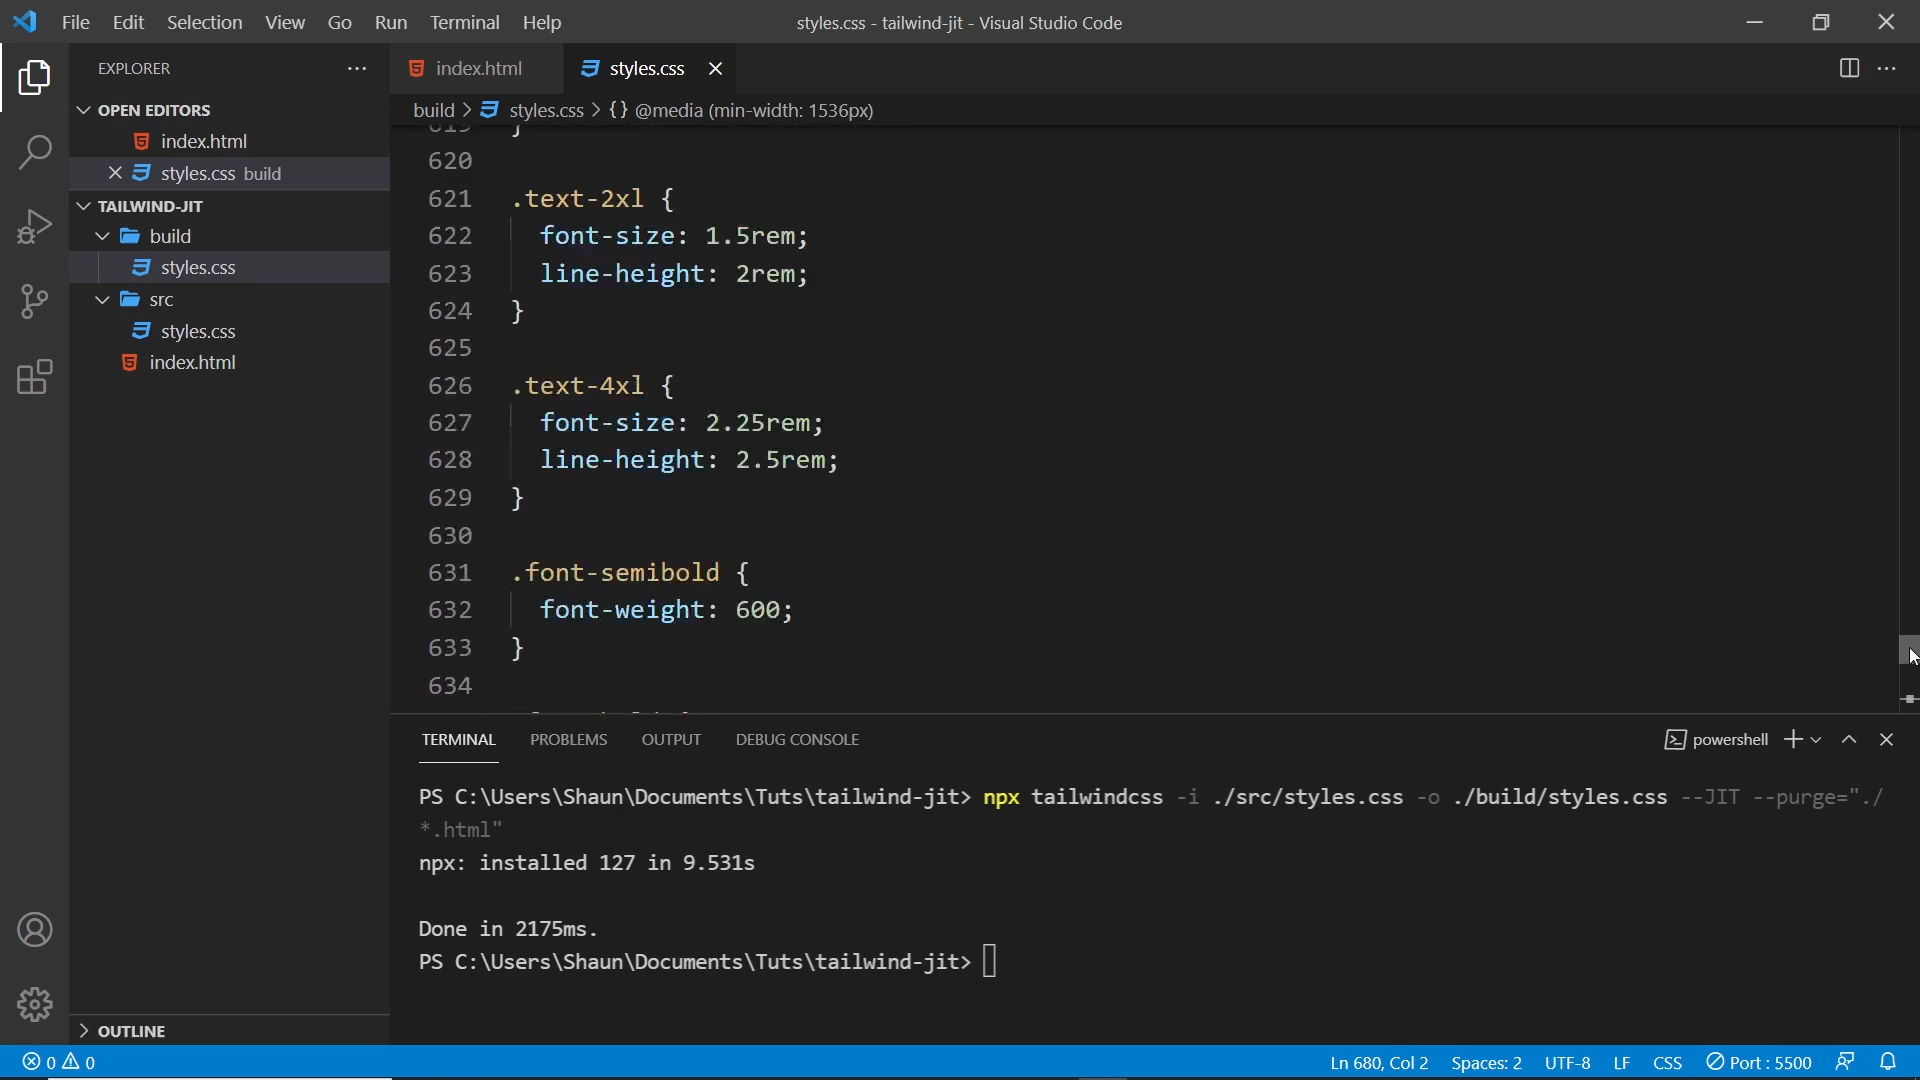 File Edit Selection View Go Run Terminal Help
styles.css - tailwind-jit - Visual Studio Code
EXPLORER
OPEN EDITORS
index.html
styles.css build
TAILWIND-JIT
build
styles.css
src
styles.css
index.html
OUTLINE
index.html
styles.css
build > styles.css > {} @media (min-width: 1536px)
619 }
620
621 .text-2xl {
622 font-size: 1.5rem;
623 line-height: 2rem;
624 }
625
626 .text-4xl {
627 font-size: 2.25rem;
628 line-height: 2.5rem;
629 }
630
631 .font-semibold {
632 font-weight: 600;
633 }
634
TERMINAL PROBLEMS OUTPUT DEBUG CONSOLE
powershell
PS C:\Users\Shaun\Documents\Tuts\tailwind-jit> npx tailwindcss -i ./src/styles.css -o ./build/styles.css --JIT --purge="./
*.html"
npx: installed 127 in 9.531s
Done in 2175ms.
PS C:\Users\Shaun\Documents\Tuts\tailwind-jit>
0 0
Ln 680, Col 2 Spaces: 2 UTF-8 LF CSS Port : 5500